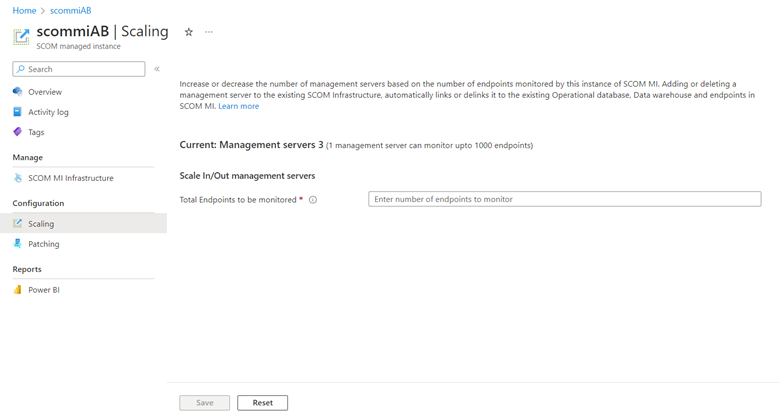 Home > scommiAB
scommiAB | Scaling ☆ ...
SCOM managed instance
Search «
Overview
Activity log
Tags
Manage
SCOM MI Infrastructure
Configuration
Scaling
Patching
Reports
Power BI
Increase or decrease the number of management servers based on the number of endpoints monitored by this instance of SCOM MI. Adding or deleting a
management server to the existing SCOM Infrastructure, automatically links or delinks it to the existing Operational database, Data warehouse and endpoints in
SCOM MI. Learn more
Current: Management servers 3 (1 management server can monitor upto 1000 endpoints)
Scale In/Out management servers
Total Endpoints to be monitored * Enter number of endpoints to monitor
Save Reset